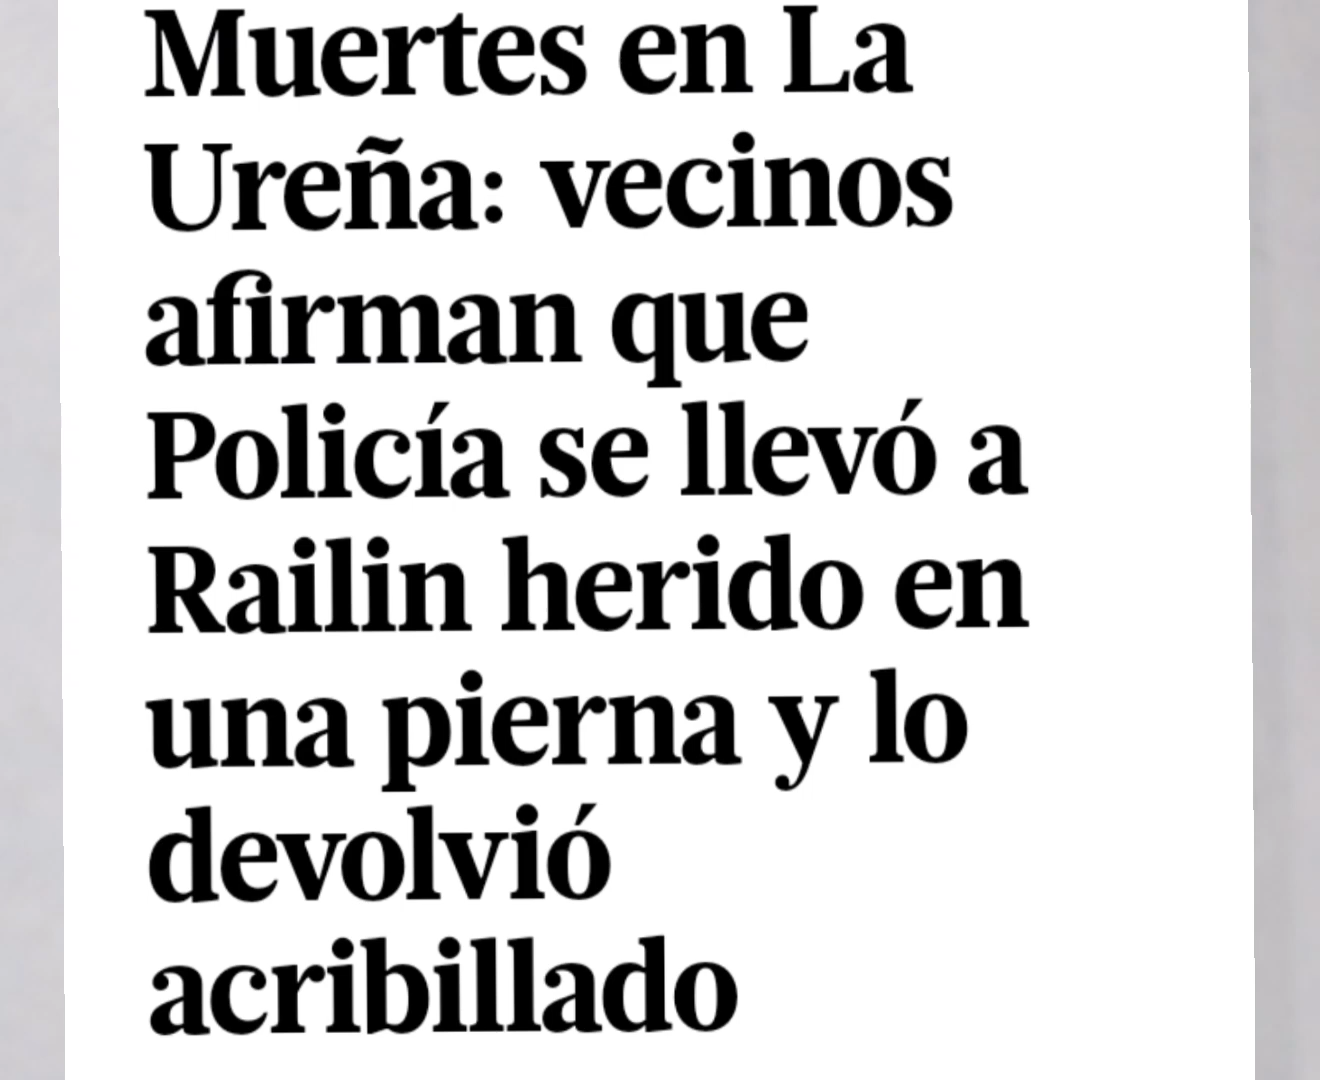 Muertes en La
Ureña: vecinos
afirman que
Policía se llevó a
Railin herido en
una pierna y lo
devolvió
acribillado